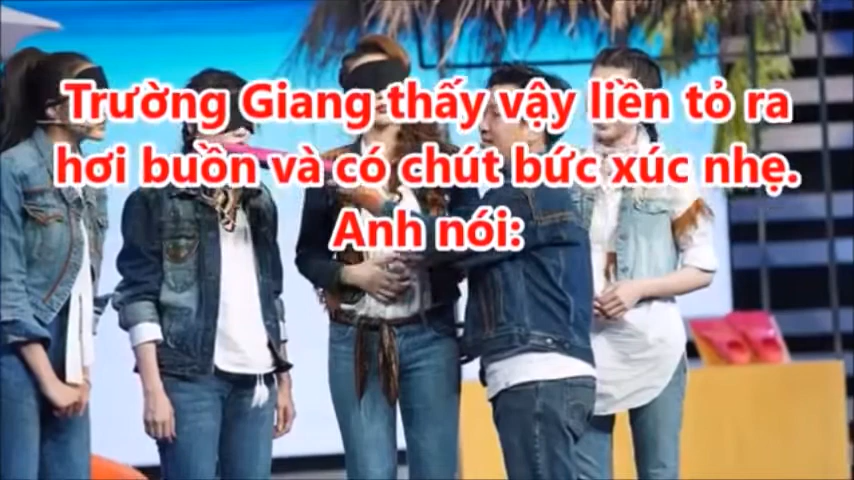 Trường Giang thấy vậy liền tỏ ra
hơi buồn và có chút bức xúc nhẹ.
Anh nói: